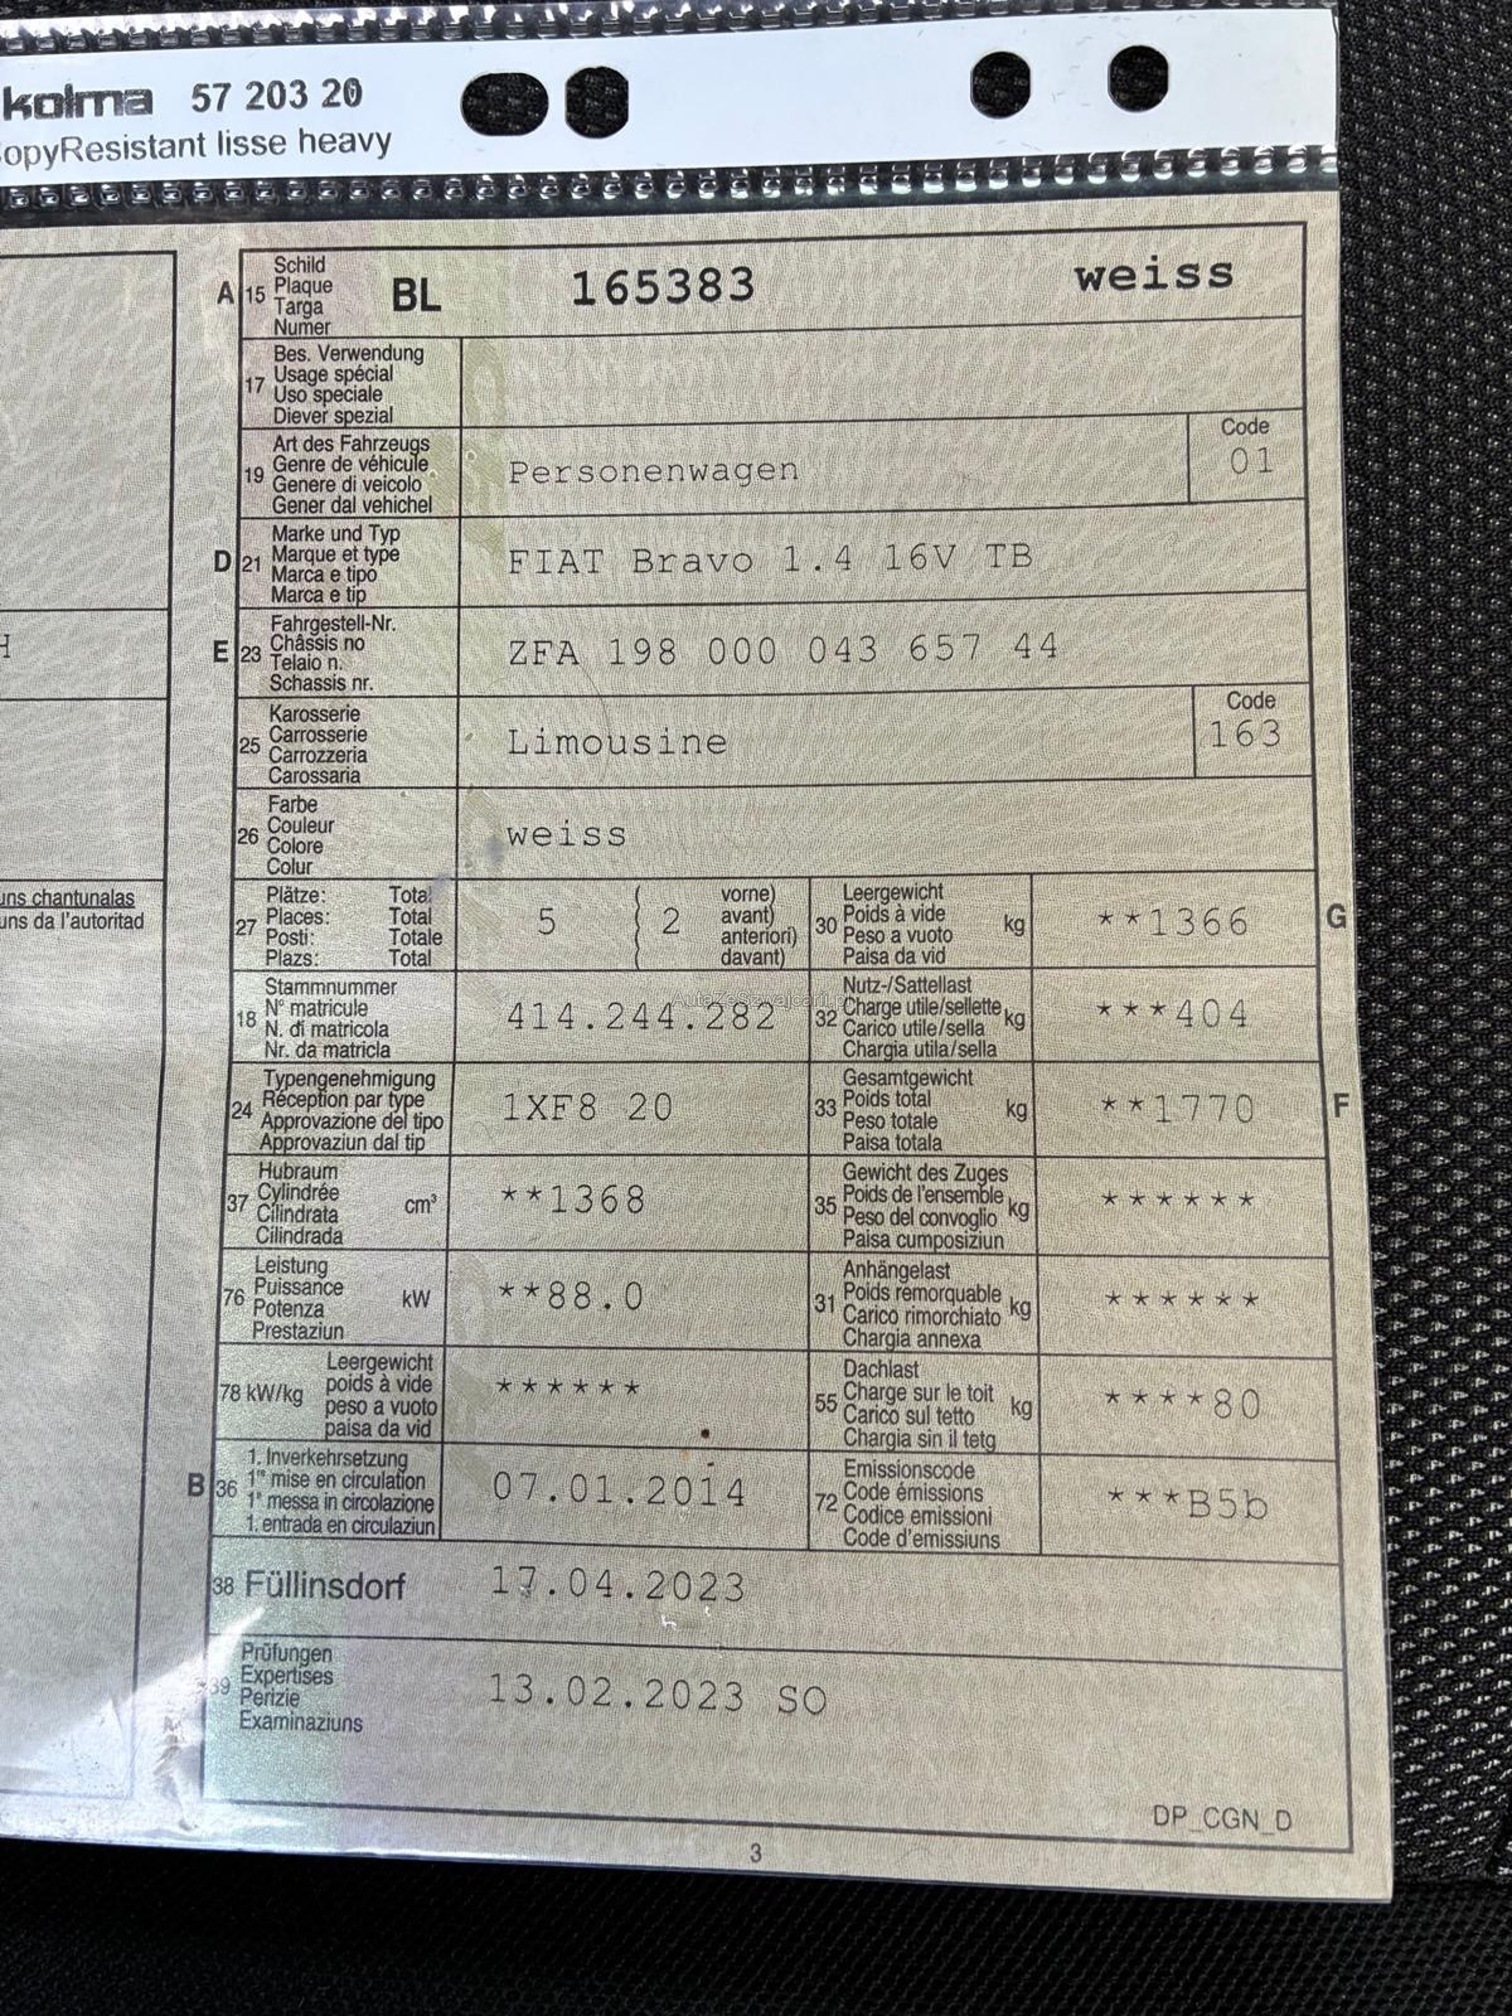 kolma 57 203 20
opyResistant lisse heavy
A 15 Schild
Plaque
Targa
Numer
BL 165383 weiss
17 Bes. Verwendung
Usage spécial
Uso speciale
Diever spezial
19 Art des Fahrzeugs
Genre de véhicule
Genere di veicolo
Gener dal vehichel
Personenwagen
Code
01
D 21 Marke und Typ
Marque et type
Marca e tipo
Marca e tip
FIAT Bravo 1.4 16V TB
H
E 23 Fahrgestell-Nr.
Châssis no
Telaio n.
Schassis nr.
ZFA 198 000 043 657 44
25 Karosserie
Carrosserie
Carrozzeria
Carossaria
Limousine
Code
163
26 Farbe
Couleur
Colore
Colur
weiss
uns chantunalas
uns da l'autoritad
27 Plätze: Total
Places: Total
Posti: Totale
Plazs: Total
5 ( 2 vorne)
avant)
anteriori)
davant)
30 Leergewicht
Poids à vide
Peso a vuoto
Paisa da vid
kg
**1366
G
18 Stammnummer
N° matricule
N. di matricola
Nr. da matricla
414.244.282
32 Nutz-/Sattellast
Charge utile/sellette
Carico utile/sella
Chargia utila/sella
kg
***404
24 Typengenehmigung
Réception par type
Approvazione del tipo
Approvaziun dal tip
1XF8 20
33 Gesamtgewicht
Poids total
Peso totale
Paisa totala
kg
**1770
F
37 Hubraum
Cylindrée
Cilindrata
Cilindrada
cm³
**1368
35 Gewicht des Zuges
Poids de l'ensemble
Peso del convoglio
Paisa cumposiziun
kg
******
76 Leistung
Puissance
Potenza
Prestaziun
kW
**88.0
31 Anhängelast
Poids remorquable
Carico rimorchiato
Chargia annexa
kg
******
78 kW/kg Leergewicht
poids à vide
peso a vuoto
paisa da vid
******
55 Dachlast
Charge sur le toit
Carico sul tetto
Chargia sin il tetg
kg
****80
B 36 1. Inverkehrsetzung
1re mise en circulation
1a messa in circolazione
1. entrada en circulaziun
07.01.2014
72 Emissionscode
Code émissions
Codice emissioni
Code d'emissiuns
***B5b
38 Füllinsdorf 17.04.2023
39 Prüfungen
Expertises
Perizie
Examinaziuns
13.02.2023 SO
DP_CGN_D
3